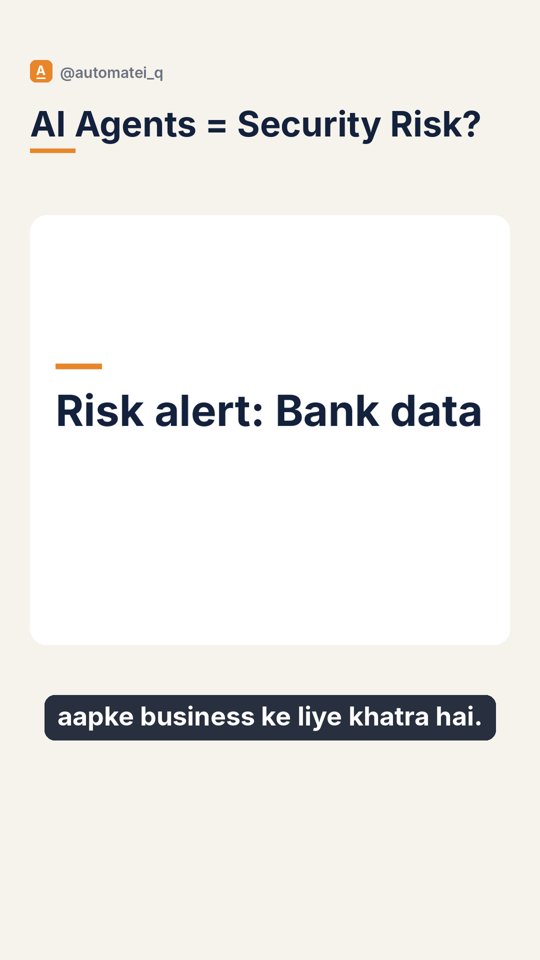 A
@automatei_q
AI Agents = Security Risk?
Risk alert: Bank data
aapke business ke liye khatra hai.